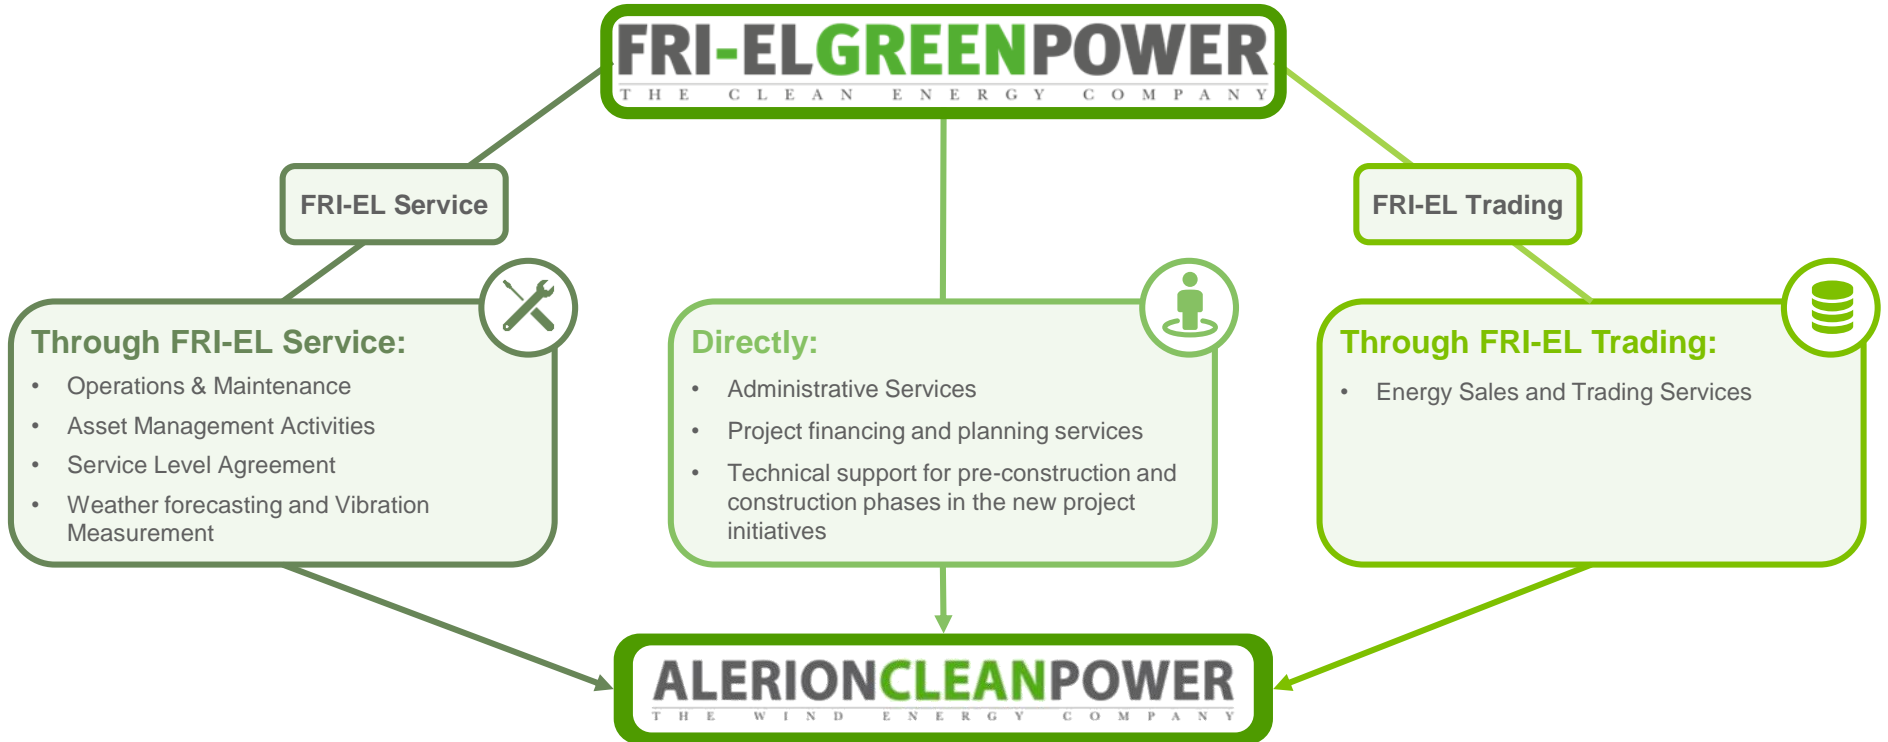 FRI-ELGREENPOWER
THE CLEAN ENERGY COMPANY
FRI-EL Service
FRI-EL Trading
Through FRI-EL Service:
• Operations & Maintenance
• Asset Management Activities
• Service Level Agreement
• Weather forecasting and Vibration
Measurement
Directly:
• Administrative Services
• Project financing and planning services
• Technical support for pre-construction and
construction phases in the new project
initiatives
Through FRI-EL Trading:
• Energy Sales and Trading Services
ALERIONCLEANPOWER
THE WIND ENERGY COMPANY